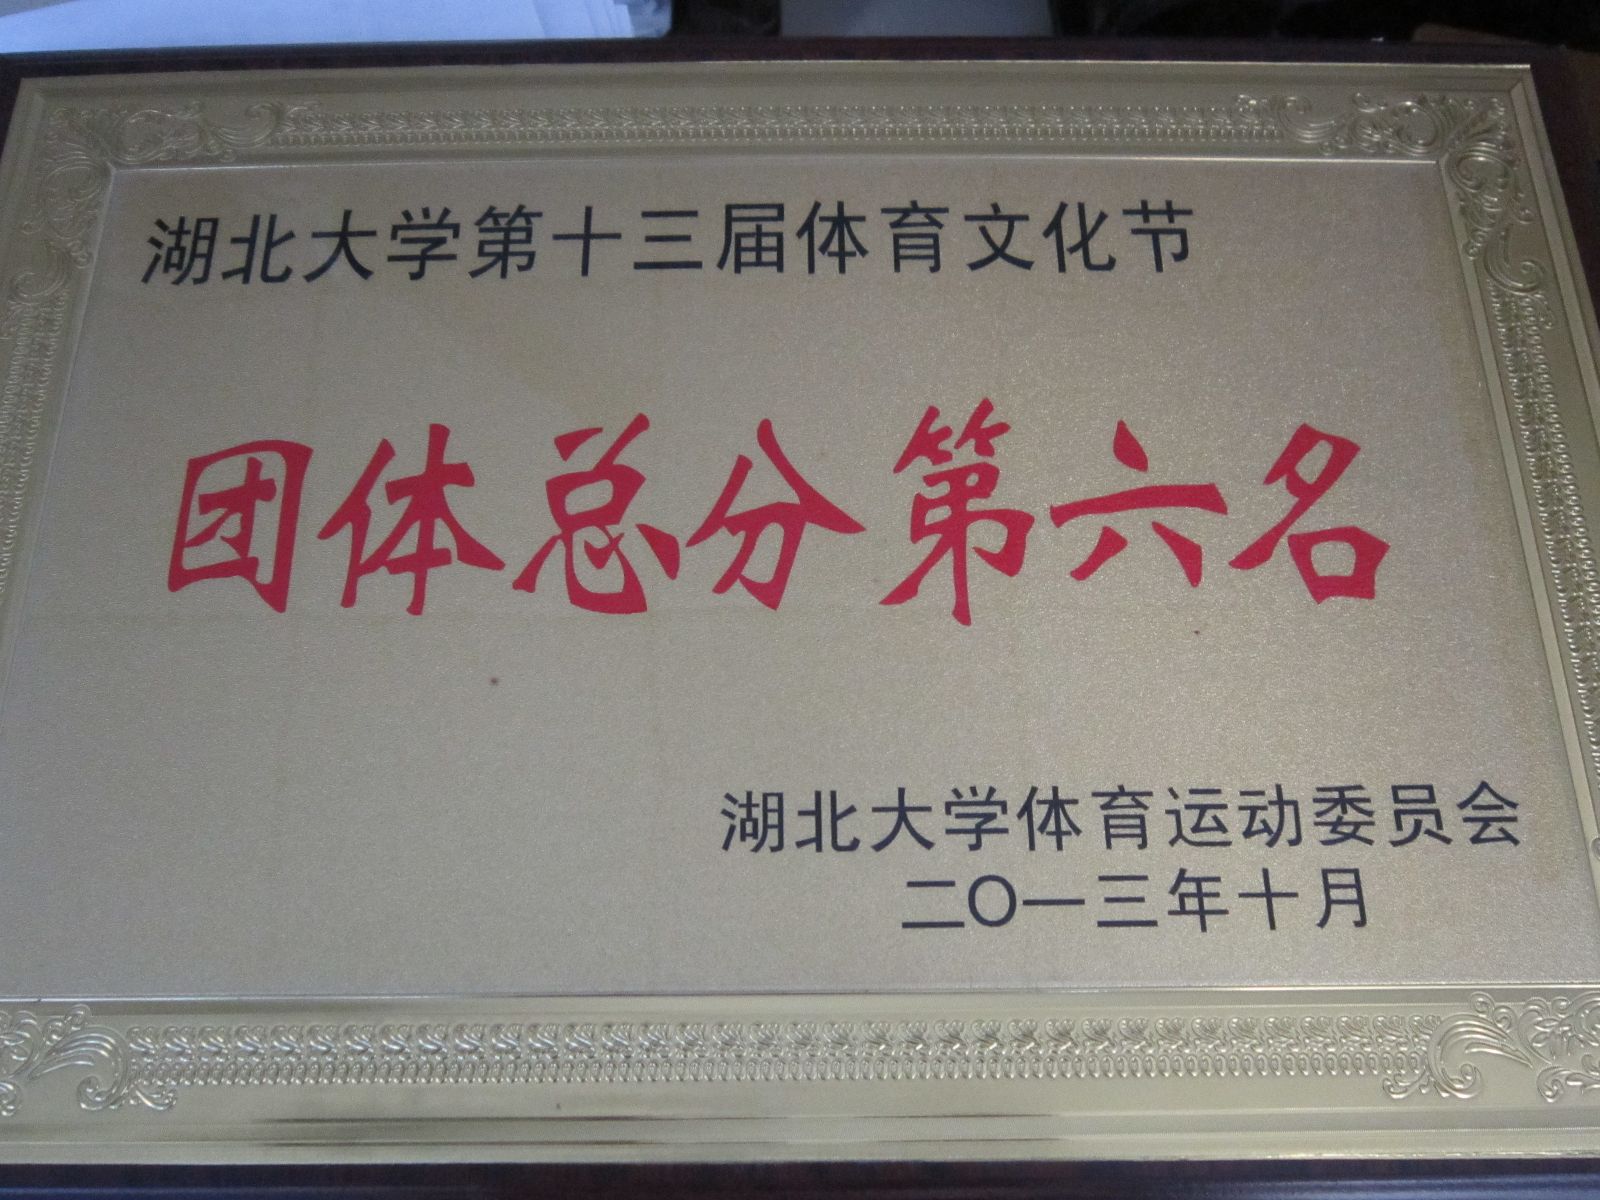 湖北大学第十三届体育文化节
团体总分第六名
湖北大学体育运动委员会
二〇一三年十月